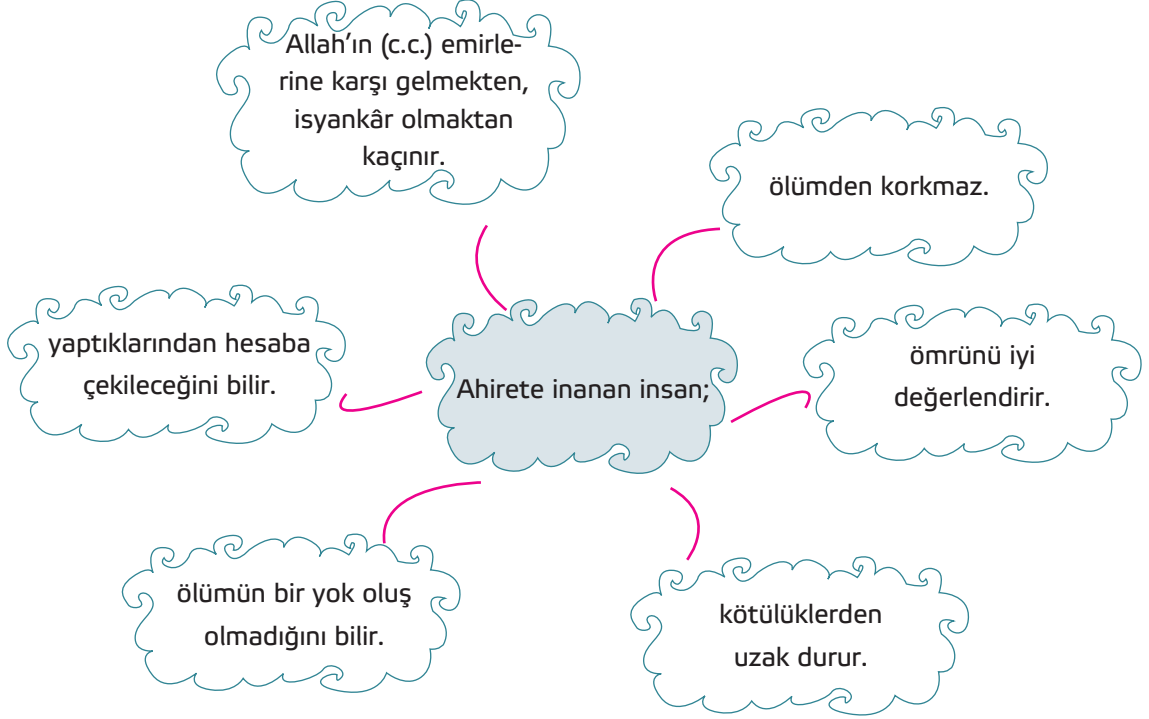 Allah’ın (c.c.) emirle-
rine karşı gelmekten,
isyankâr olmaktan
kaçınır.
ölümden korkmaz.
yaptıklarından hesaba
çekileceğini bilir.
Ahirete inanan insan;
ömrünü iyi
değerlendirir.
ölümün bir yok oluş
olmadığını bilir.
kötülüklerden
uzak durur.